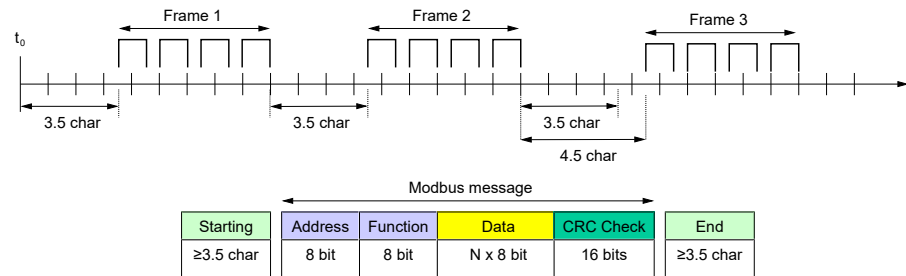 Frame 1 Frame 2 Frame 3
t0
3.5 char 3.5 char 3.5 char
4.5 char
Modbus message
Starting Address Function Data CRC Check End
≥3.5 char 8 bit 8 bit N x 8 bit 16 bits ≥3.5 char